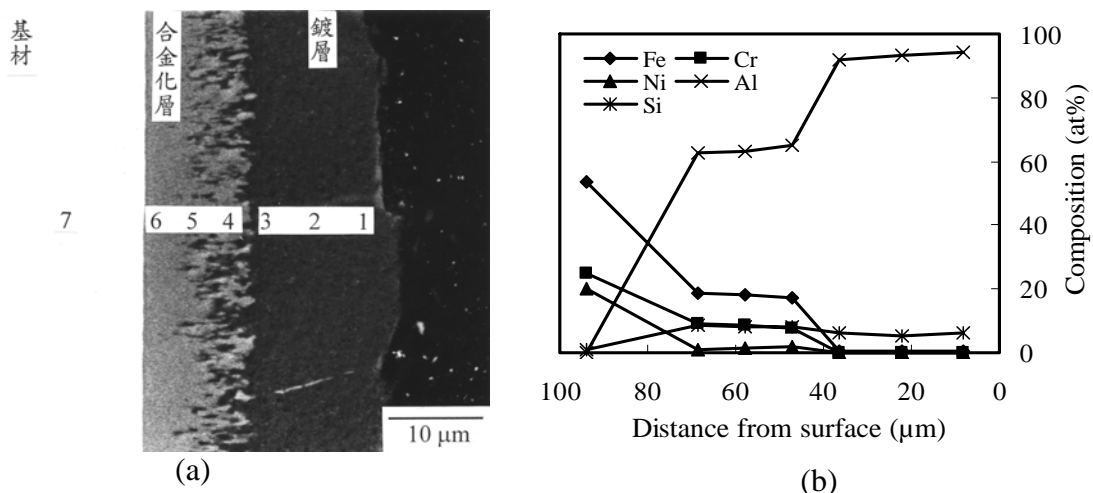 基材
合金化層
鍍層
7
6 5 4 3 2 1
10 μm
(a)
Fe
Cr
Ni
Al
Si
100
80
60
40
20
0
Composition (at%)
100 80 60 40 20 0
Distance from surface (μm)
(b)